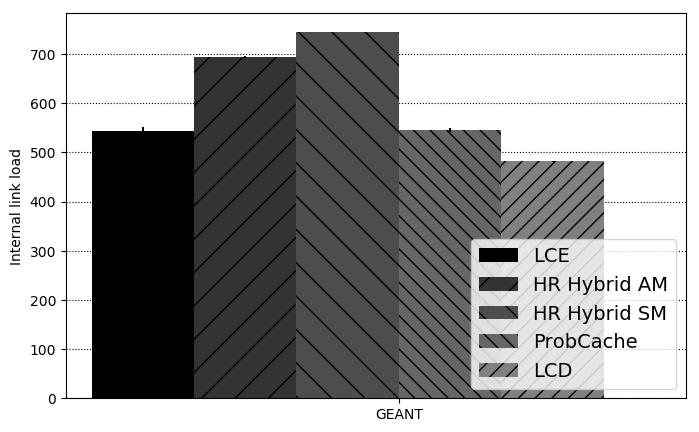 Internal link load
700
600
500
400
300
200
100
0
GEANT
LCE
HR Hybrid AM
HR Hybrid SM
ProbCache
LCD